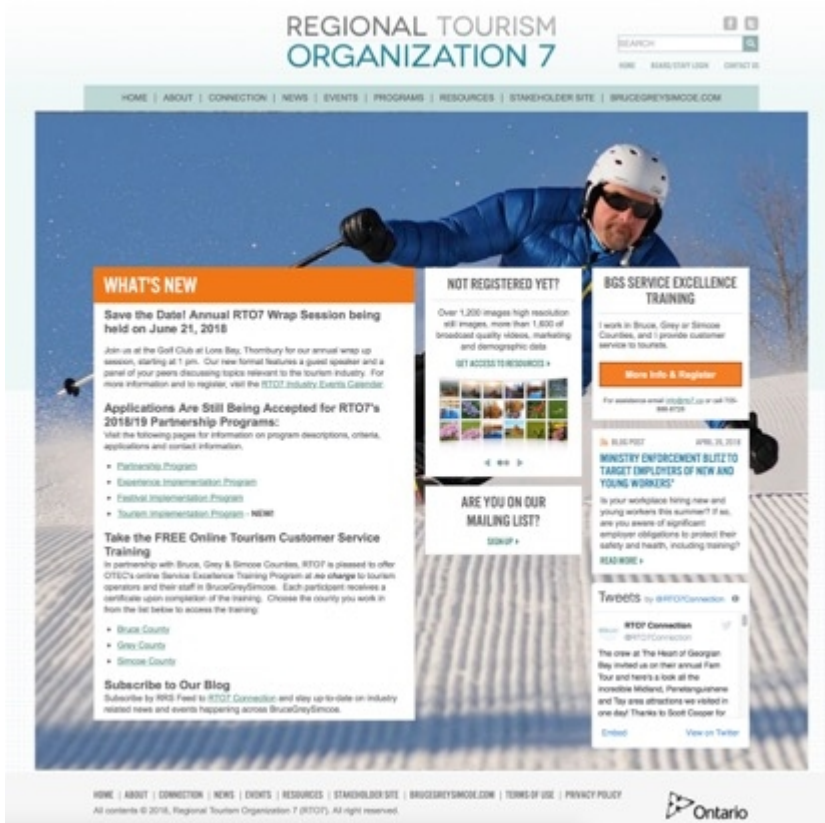 REGIONAL TOURISM
ORGANIZATION 7
SEARCH
HOME BOARD/STAFF LOGIN CONTACT US
HOME | ABOUT | CONNECTION | NEWS | EVENTS | PROGRAMS | RESOURCES | STAKEHOLDER SITE | BRUCEGREYSIMCOE.COM
WHAT'S NEW
Save the Date! Annual RTO7 Wrap Session being
held on June 21, 2018
Join us at the Golf Club at Lora Bay, Thornbury for our annual wrap up
session, starting at 1 pm. Our new format features a guest speaker and a
panel of your peers discussing topics relevant to the tourism industry. For
more information and to register, visit the RTO7 Industry Events Calendar.
Applications Are Still Being Accepted for RTO7's
2018/19 Partnership Programs:
Visit the following pages for information on program descriptions, criteria,
applications and contact information.
• Partnership Program
• Experience Implementation Program
• Festival Implementation Program
• Tourism Implementation Program - NEW!
Take the FREE Online Tourism Customer Service
Training
In partnership with Bruce, Grey & Simcoe Counties, RTO7 is pleased to offer
OTEC's online Service Excellence Training Program at no charge to tourism
operators and their staff in BruceGreySimcoe. Each participant receives a
certificate upon completion of the training. Choose the county you work in
from the list below to access the training:
• Bruce County
• Grey County
• Simcoe County
Subscribe to Our Blog
Subscribe by RRS Feed to RTO7 Connection and stay up-to-date on industry
related news and events happening across BruceGreySimcoe.
NOT REGISTERED YET?
Over 1,200 images high resolution
still images, more than 1,600 of
broadcast quality videos, marketing
and demographic data
GET ACCESS TO RESOURCES
ARE YOU ON OUR
MAILING LIST?
SIGN UP
BGS SERVICE EXCELLENCE
TRAINING
I work in Bruce, Grey or Simcoe
Counties, and I provide customer
service to tourists.
More Info & Register
For assistance email info@rto7.ca or call 705-
BLOG POST APRIL 26, 2018
MINISTRY ENFORCEMENT BLITZ TO
TARGET EMPLOYERS OF NEW AND
YOUNG WORKERS"
Is your workplace hiring new and
young workers this summer? If so,
are you aware of significant
employer obligations to protect their
safety and health, including training?
READ MORE
Tweets by @RTO7Connection
RTO7 Connection
@RTO7Connection
The crew at The Heart of Georgian
Bay invited us on their annual Fam
Tour and here's a look all the
incredible Midland, Penetanguishene
and Tay area attractions we visited in
one day! Thanks to Scott Cooper for
Embed View on Twitter
HOME | ABOUT | CONNECTION | NEWS | EVENTS | RESOURCES | STAKEHOLDER SITE | BRUCEGREYSIMCOE.COM | TERMS OF USE | PRIVACY POLICY
All contents © 2018, Regional Tourism Organization 7 (RTO7). All right reserved.
Ontario